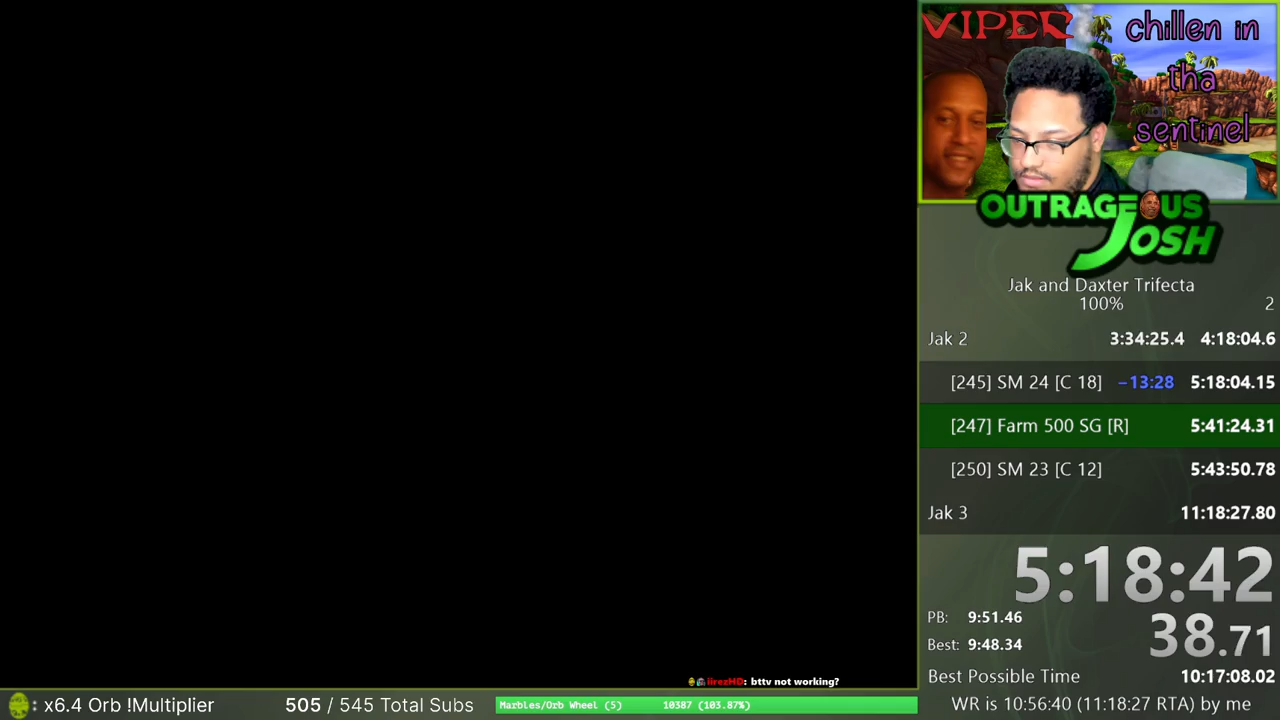 VIPER
chillen in
tha
sentinel
OUTRAGEOUS
JOSH
Jak and Daxter Trifecta
100% 2
Jak 2 3:34:25.4 4:18:04.6
[245] SM 24 [C 18] −13:28 5:18:04.15
[247] Farm 500 SG [R] 5:41:24.31
[250] SM 23 [C 12] 5:43:50.78
Jak 3 11:18:27.80
5:18:42
PB: 9:51.46
38.71
Best: 9:48.34
Best Possible Time 10:17:08.02
WR is 10:56:40 (11:18:27 RTA) by me
iirezHD: bttv not working?
: x6.4 Orb !Multiplier
505 / 545 Total Subs
Marbles/Orb Wheel (5) 10387 (103.87%)